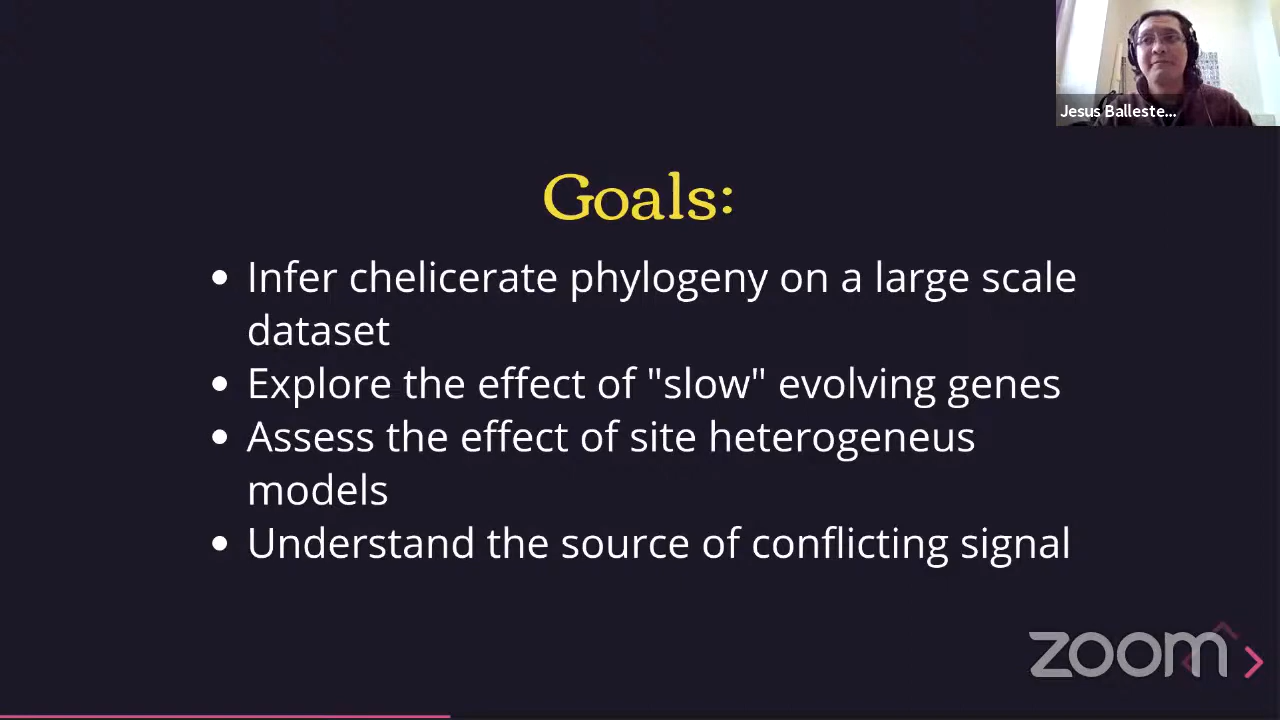 Jesus Balleste...
Goals:
• Infer chelicerate phylogeny on a large scale
dataset
• Explore the effect of "slow" evolving genes
• Assess the effect of site heterogeneus
models
• Understand the source of conflicting signal
zoom